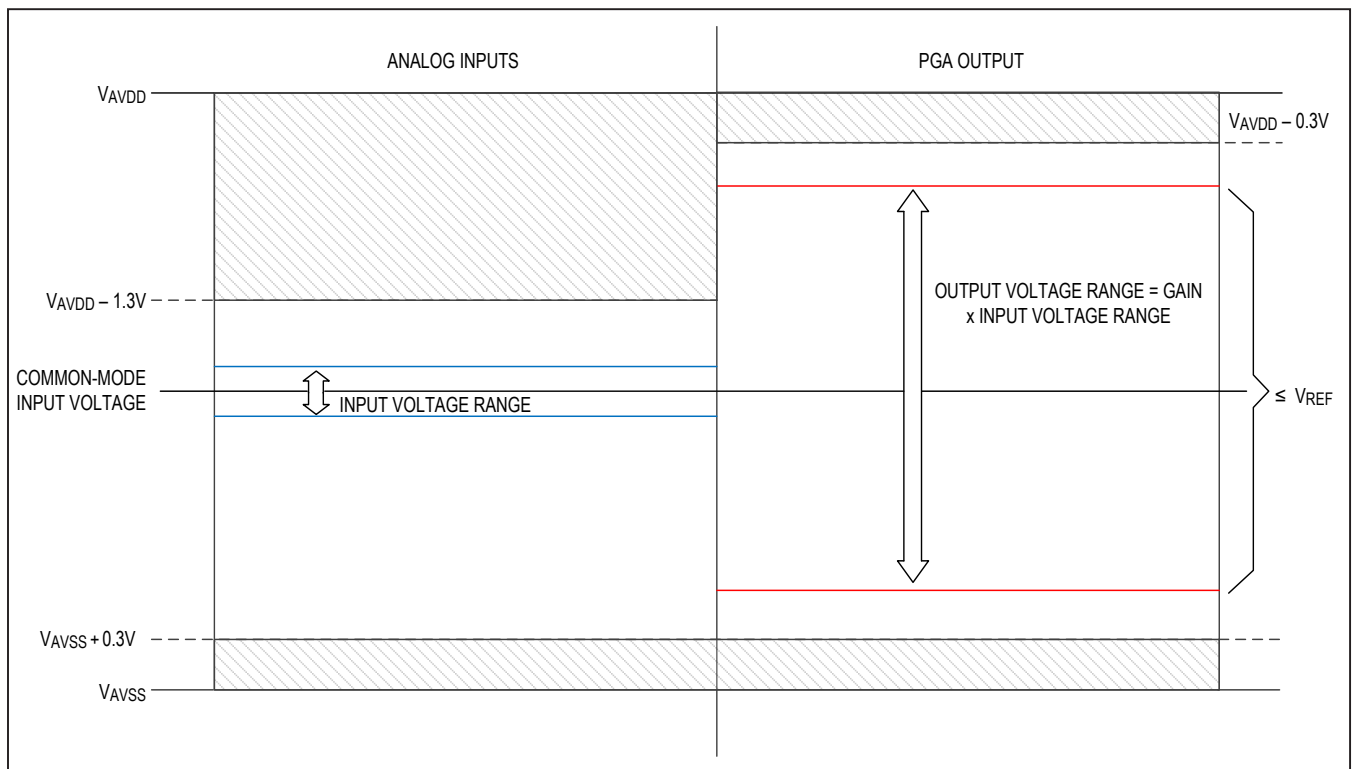 ANALOG INPUTS
PGA OUTPUT
VAVDD
VAVDD – 0.3V
VAVDD – 1.3V
OUTPUT VOLTAGE RANGE = GAIN
x INPUT VOLTAGE RANGE
COMMON-MODE
INPUT VOLTAGE
INPUT VOLTAGE RANGE
≤ VREF
VAVSS + 0.3V
VAVSS